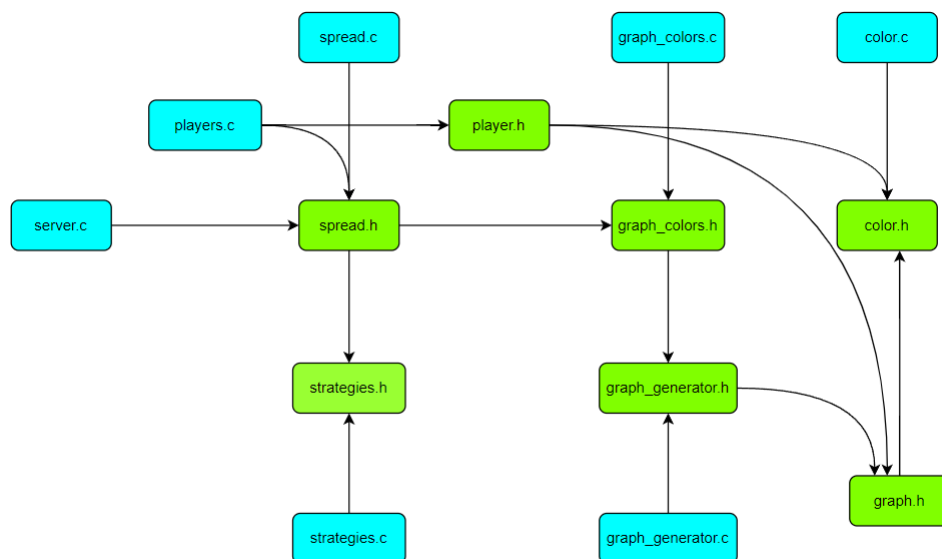 spread.c
graph_colors.c
color.c
players.c
player.h
server.c
spread.h
graph_colors.h
color.h
strategies.h
graph_generator.h
graph.h
strategies.c
graph_generator.c